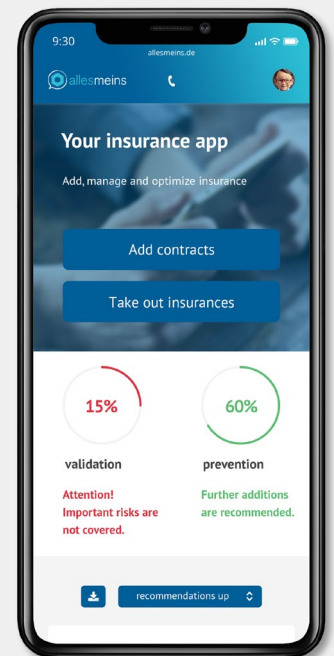 9:30
allesmeins.de
allesmeins
Your insurance app
Add, manage and optimize insurance
Add contracts
Take out insurances
15%
60%
validation
prevention
Attention!
Important risks are
not covered.
Further additions
are recommended.
recommendations up